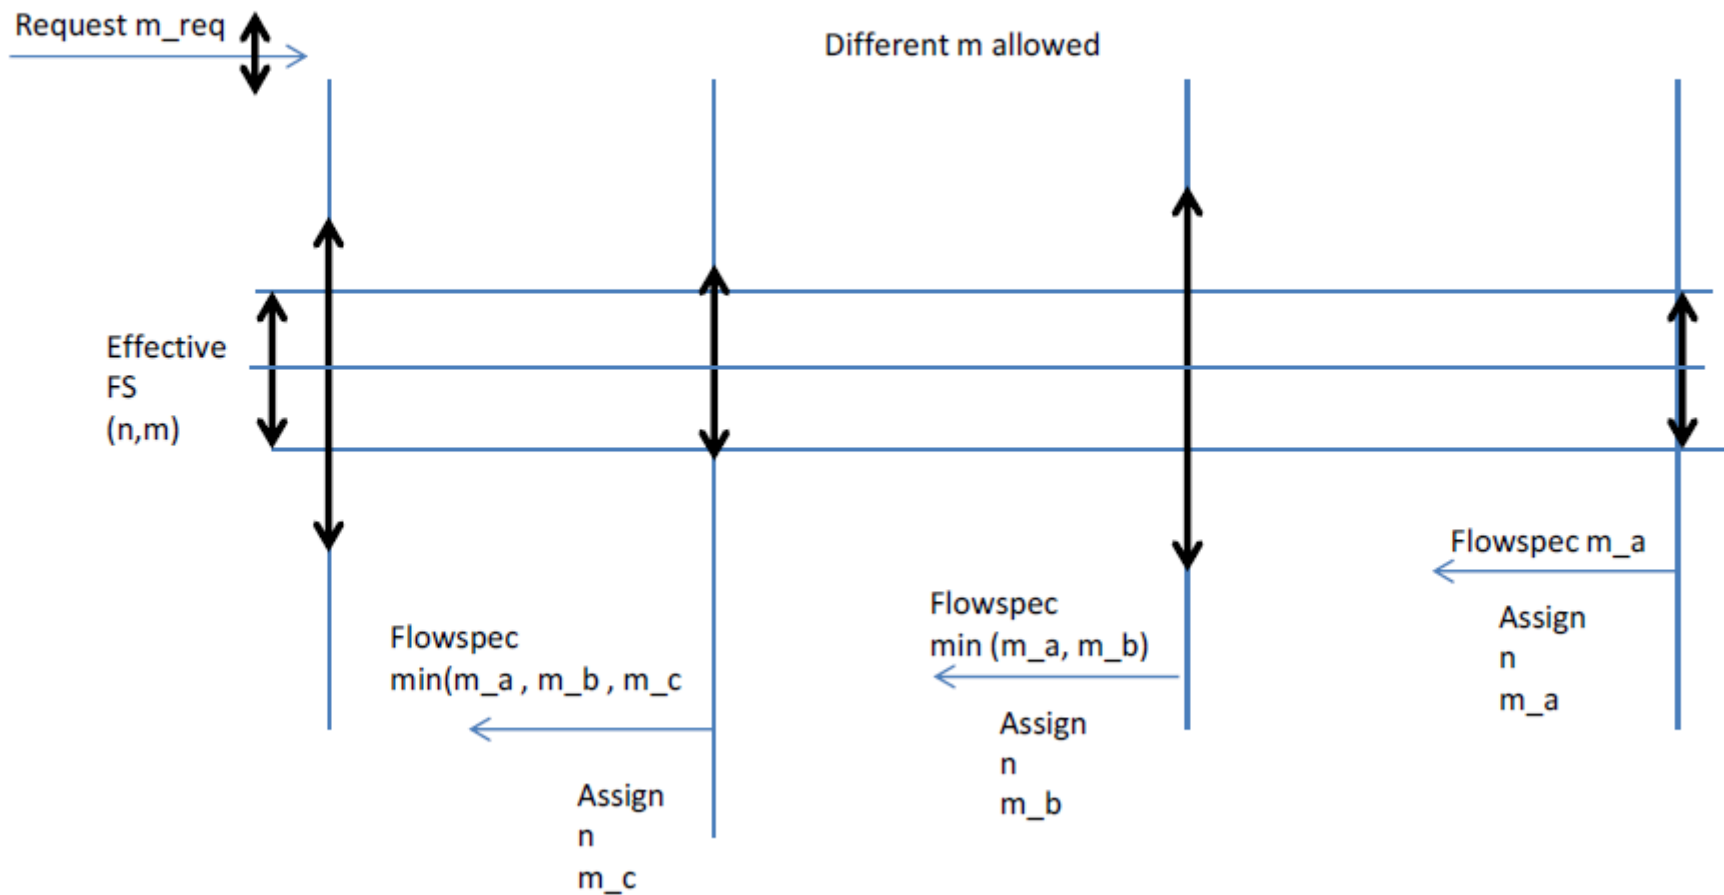 Request m_req
Different m allowed
Effective
FS
(n,m)
Flowspec m_a
Assign
n
m_a
Flowspec
min (m_a, m_b)
Assign
n
m_b
Flowspec
min(m_a , m_b , m_c
Assign
n
m_c